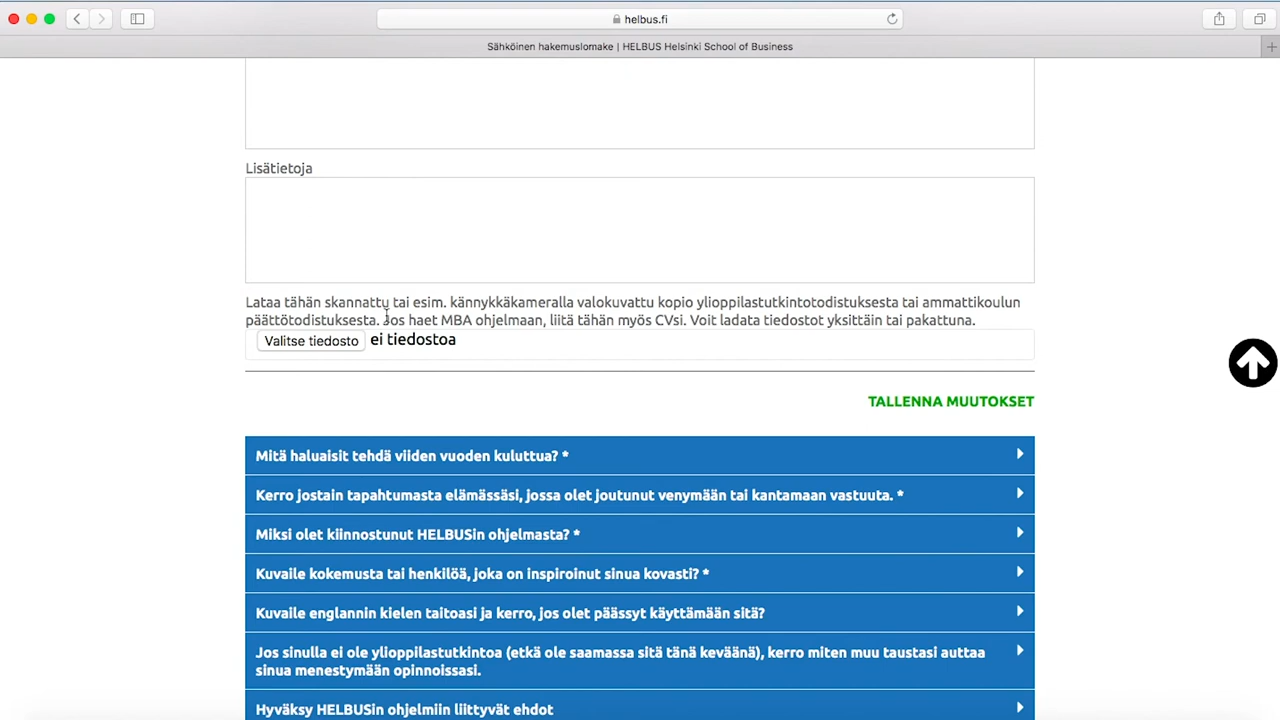 helbus.fi
Sähköinen hakemuslomake | HELBUS Helsinki School of Business
Lisätietoja
Lataa tähän skannattu tai esim. kännykkäkameralla valokuvattu kopio ylioppilastutkintotodistuksesta tai ammattikoulun
päättötodistuksesta. Jos haet MBA ohjelmaan, liitä tähän myös CVsi. Voit ladata tiedostot yksittäin tai pakattuna.
Valitse tiedosto ei tiedostoa
TALLENNA MUUTOKSET
Mitä haluaisit tehdä viiden vuoden kuluttua? *
Kerro jostain tapahtumasta elämässäsi, jossa olet joutunut venymään tai kantamaan vastuuta. *
Miksi olet kiinnostunut HELBUSin ohjelmasta? *
Kuvaile kokemusta tai henkilöä, joka on inspiroinut sinua kovasti? *
Kuvaile englannin kielen taitoasi ja kerro, jos olet päässyt käyttämään sitä?
Jos sinulla ei ole ylioppilastutkintoa (etkä ole saamassa sitä tänä keväänä), kerro miten muu taustasi auttaa
sinua menestymään opinnoissasi.
Hyväksy HELBUSin ohjelmiin liittyvät ehdot